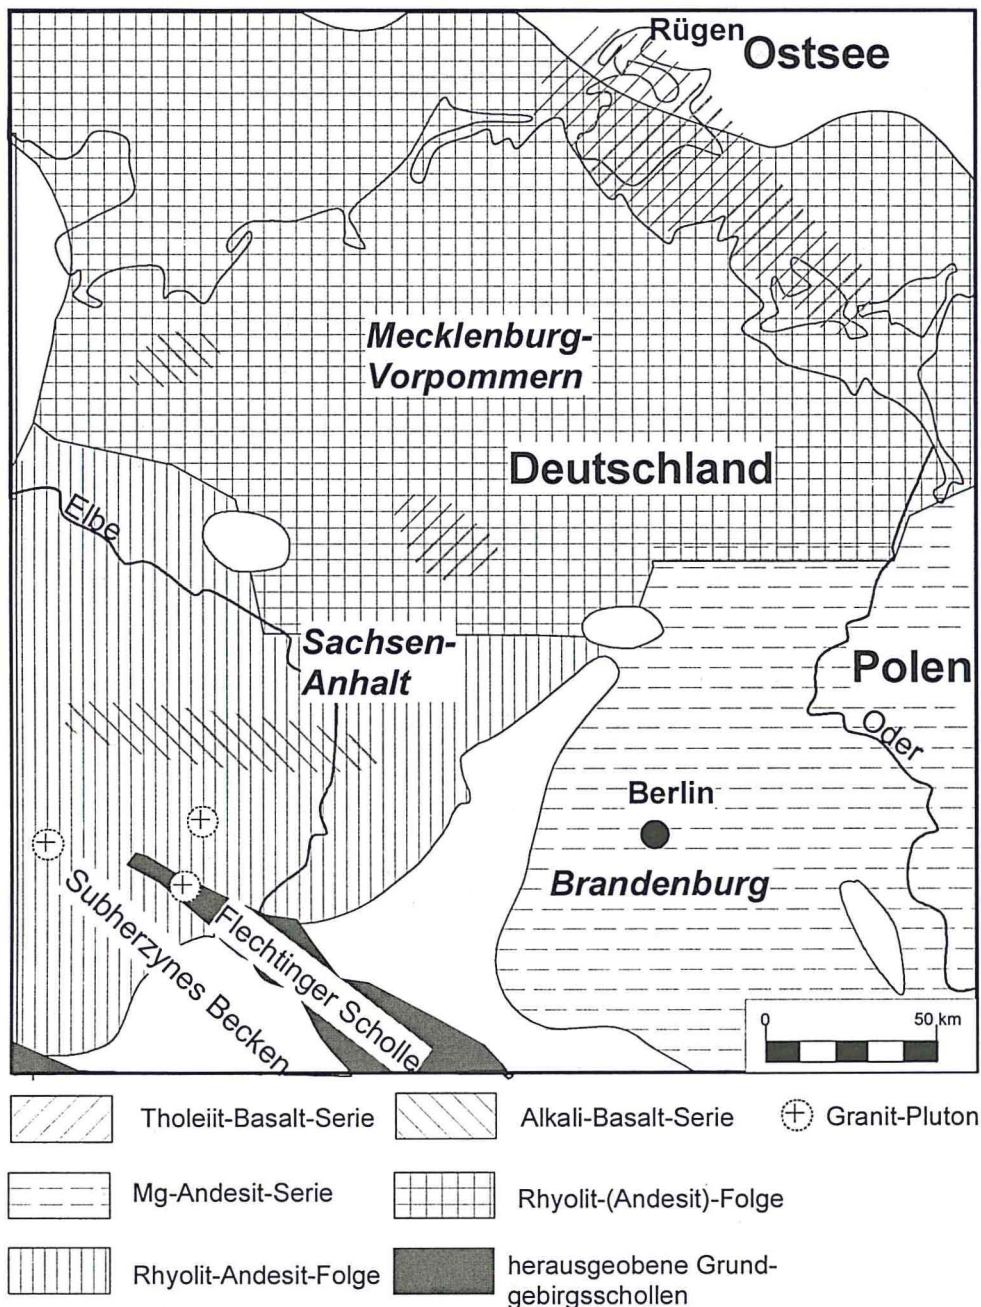 Rügen
Ostsee
Mecklenburg-
Vorpommern
Deutschland
Elbe
Sachsen-
Anhalt
Polen
Oder
Berlin
Brandenburg
Subherzynes Becken
Flechtinger Scholle
0 50 km
Tholeiit-Basalt-Serie
Alkali-Basalt-Serie
Granit-Pluton
Mg-Andesit-Serie
Rhyolit-(Andesit)-Folge
Rhyolit-Andesit-Folge
herausgeobene Grund-
gebirgsschollen